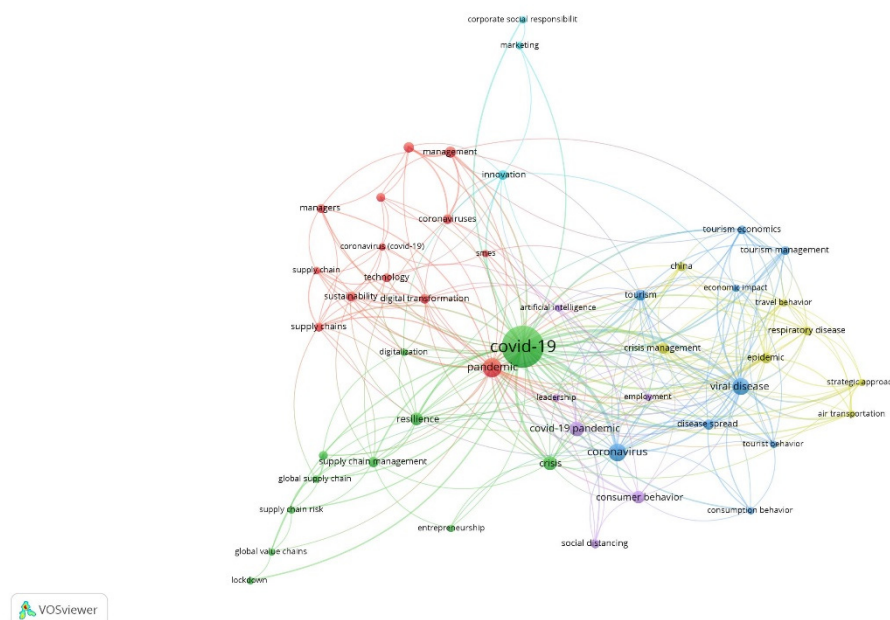 corporate social responsibilit
marketing
management
innovation
managers
coronaviruses
tourism economics
coronavirus (covid-19)
smes
tourism management
supply chain
technology
china
sustainability
digital transformation
tourism
economic impact
travel behavior
artificial intelligence
supply chains
respiratory disease
digitalization
covid-19
crisis management
epidemic
pandemic
viral disease
strategic approac
leadership
employment
resilience
air transportation
covid-19 pandemic
disease spread
tourist behavior
supply chain management
crisis
coronavirus
global supply chain
consumer behavior
supply chain risk
consumption behavior
entrepreneurship
social distancing
global value chains
lockdown
VOSviewer